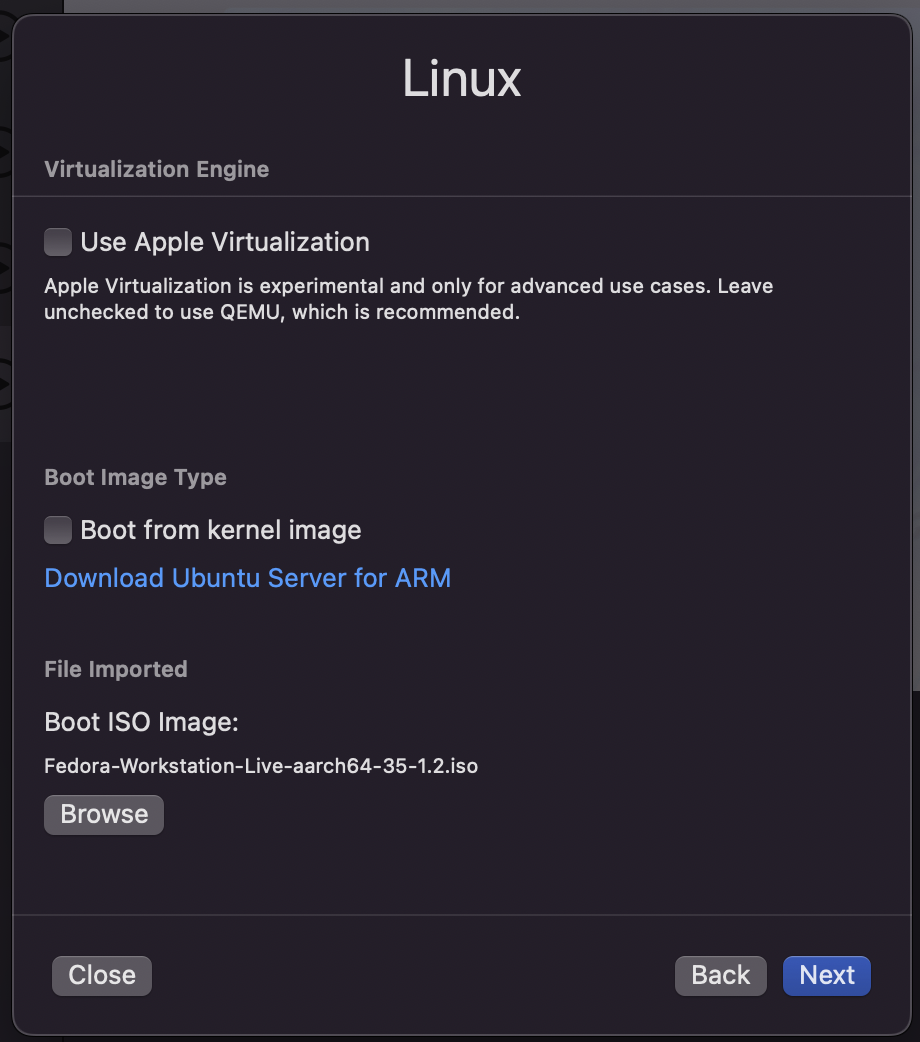 Linux
Virtualization Engine
Use Apple Virtualization
Apple Virtualization is experimental and only for advanced use cases. Leave
unchecked to use QEMU, which is recommended.
Boot Image Type
Boot from kernel image
Download Ubuntu Server for ARM
File Imported
Boot ISO Image:
Fedora-Workstation-Live-aarch64-35-1.2.iso
Browse
Close
Back
Next